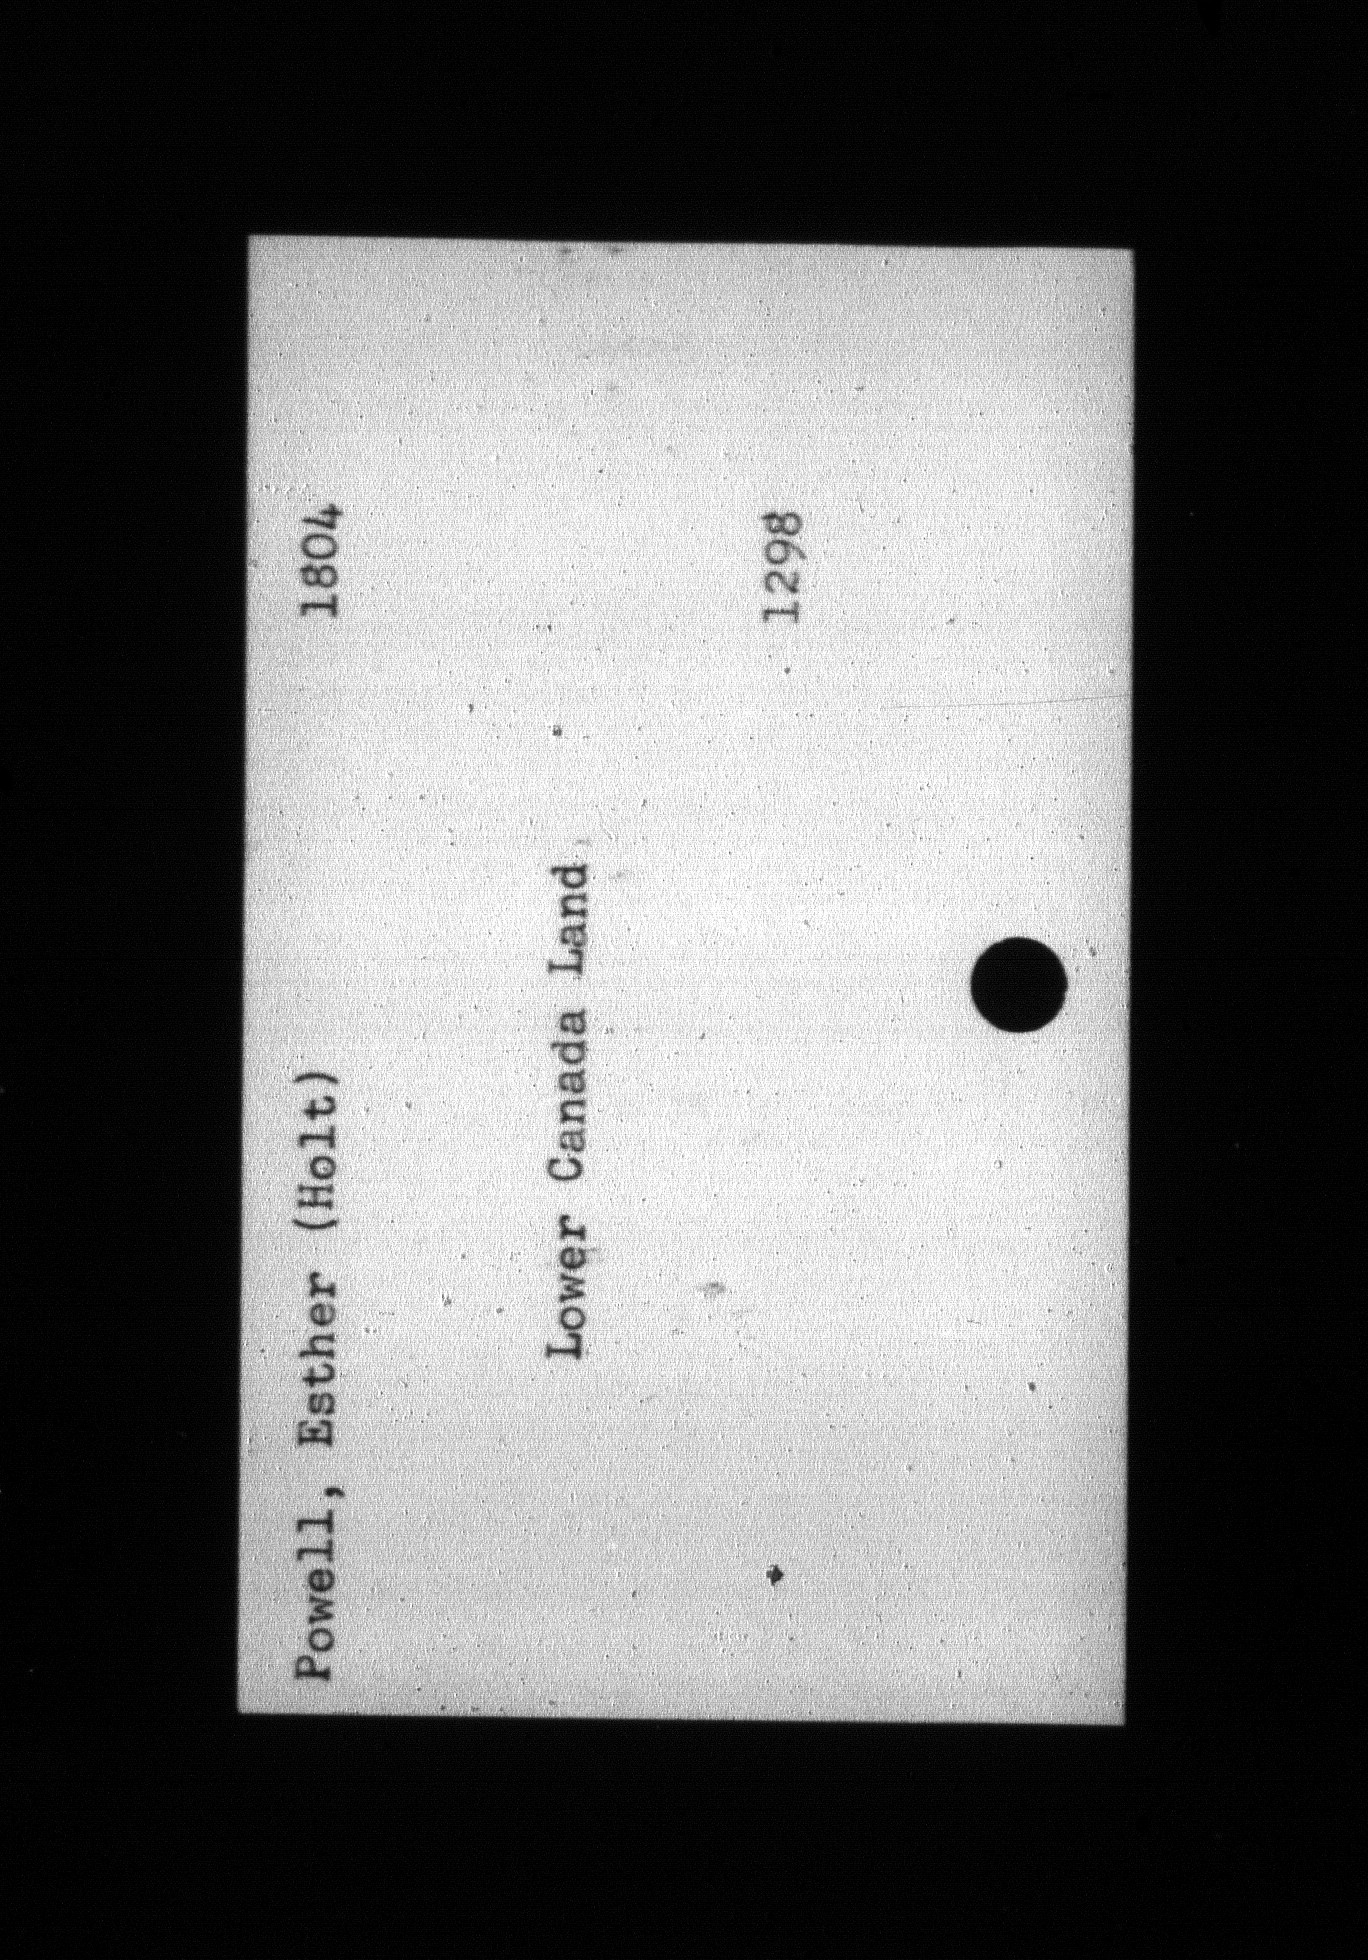 Powell, Esther (Holt) 1804
Lower Canada Land
1298